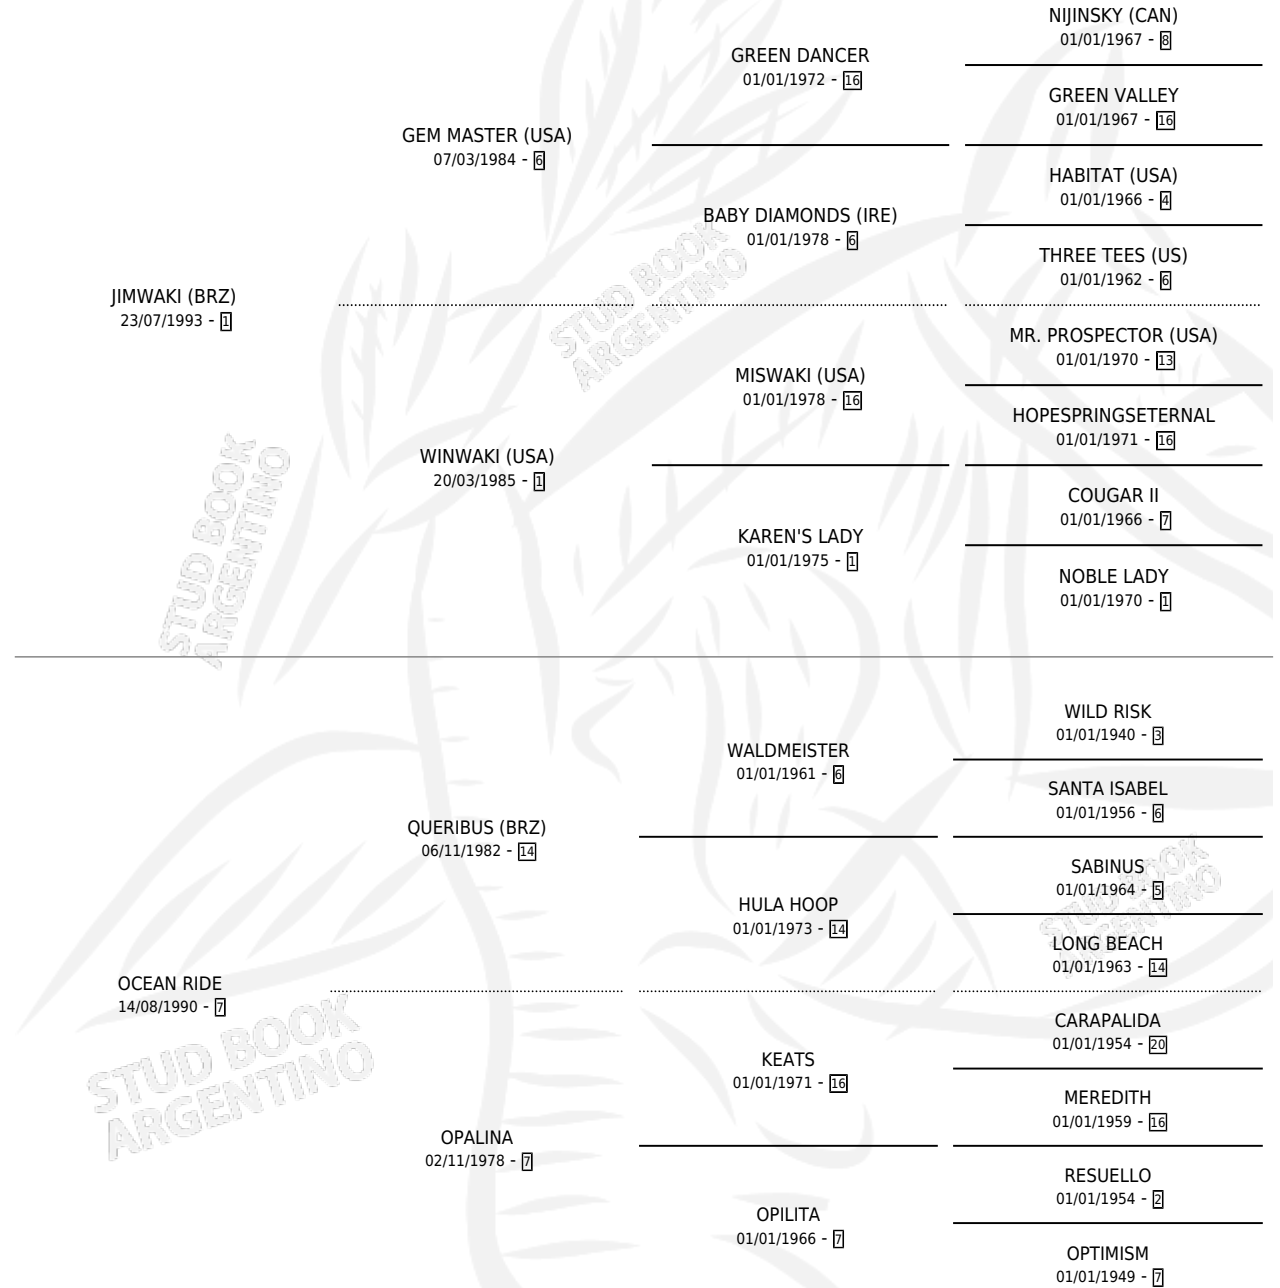 NIJINSKY (CAN)
01/01/1967 - 8
GREEN DANCER
01/01/1972 - 16
GREEN VALLEY
01/01/1967 - 16
GEM MASTER (USA)
07/03/1984 - 6
HABITAT (USA)
01/01/1966 - 4
BABY DIAMONDS (IRE)
01/01/1978 - 6
THREE TEES (US)
01/01/1962 - 6
JIMWAKI (BRZ)
23/07/1993 - 1
MR. PROSPECTOR (USA)
01/01/1970 - 13
MISWAKI (USA)
01/01/1978 - 16
HOPESPRINGSETERNAL
01/01/1971 - 16
WINWAKI (USA)
20/03/1985 - 1
COUGAR II
01/01/1966 - 7
KAREN'S LADY
01/01/1975 - 1
NOBLE LADY
01/01/1970 - 1
WILD RISK
01/01/1940 - 3
WALDMEISTER
01/01/1961 - 6
SANTA ISABEL
01/01/1956 - 6
QUERIBUS (BRZ)
06/11/1982 - 14
SABINUS
01/01/1964 - 5
HULA HOOP
01/01/1973 - 14
LONG BEACH
01/01/1963 - 14
OCEAN RIDE
14/08/1990 - 7
CARAPALIDA
01/01/1954 - 20
KEATS
01/01/1971 - 16
MEREDITH
01/01/1959 - 16
OPALINA
02/11/1978 - 7
RESUELLO
01/01/1954 - 2
OPILITA
01/01/1966 - 7
OPTIMISM
01/01/1949 - 7
STUD BOOK
ARGENTINO
STUD BOOK
ARGENTINO
STUD BOOK
ARGENTINO
STUD BOOK
ARGENTINO